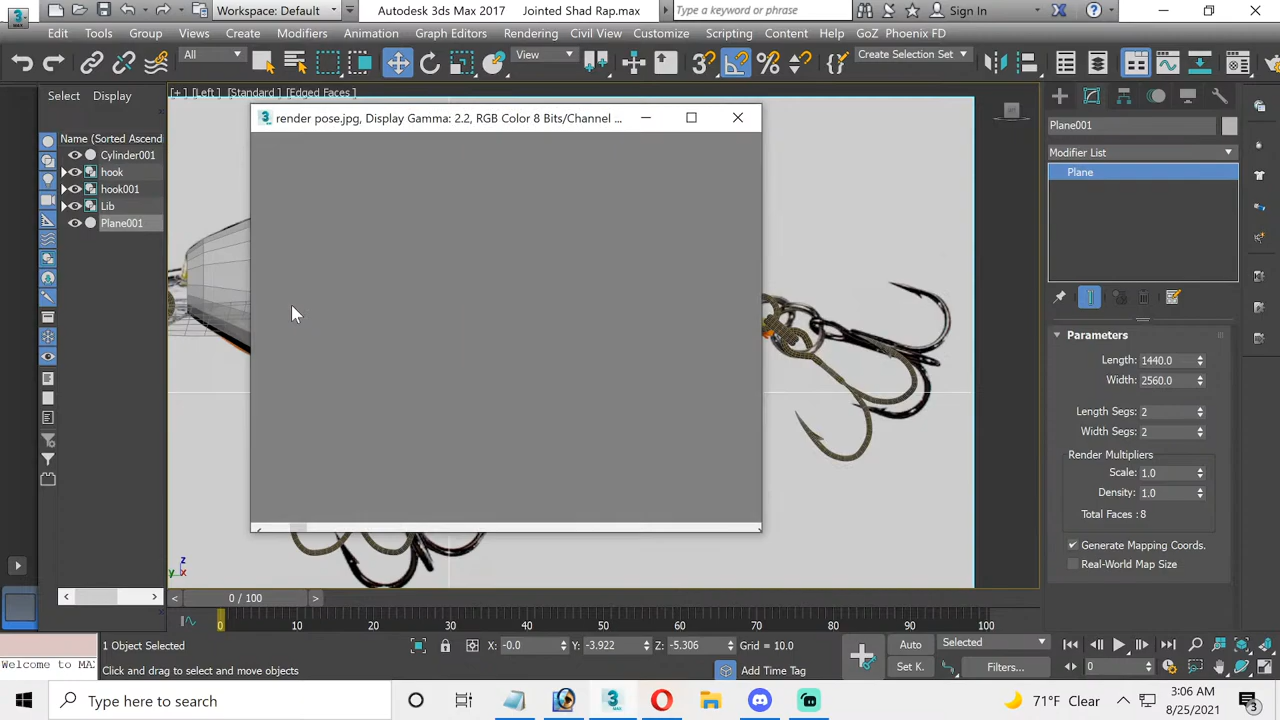 Workspace: Default
Autodesk 3ds Max 2017
Jointed Shad Rap.max
Type a keyword or phrase
Sign In
Edit
Tools
Group
Views
Create
Modifiers
Animation
Graph Editors
Rendering
Civil View
Customize
Scripting
Content
Help
GoZ
Phoenix FD
All
View
Create Selection Set
Select
Display
[+] [Left] [Standard] [Edged Faces]
render pose.jpg, Display Gamma: 2.2, RGB Color 8 Bits/Channel ...
Name (Sorted Ascend
Cylinder001
hook
hook001
Lib
Plane001
Plane001
Modifier List
Plane
Parameters
Length: 1440.0
Width: 2560.0
Length Segs: 2
Width Segs: 2
Render Multipliers
Scale: 1.0
Density: 1.0
Total Faces: 8
Generate Mapping Coords.
Real-World Map Size
z
y x
0 / 100
0 10 20 30 40 50 60 70 80 90 100
1 Object Selected
X: -0.0
Y: -3.922
Z: -5.306
Grid = 10.0
Auto
Selected
Welcome to MAX
Click and drag to select and move objects
Add Time Tag
Set K.
Filters...
0
Type here to search
71°F Clear
3:06 AM
8/25/2021
3